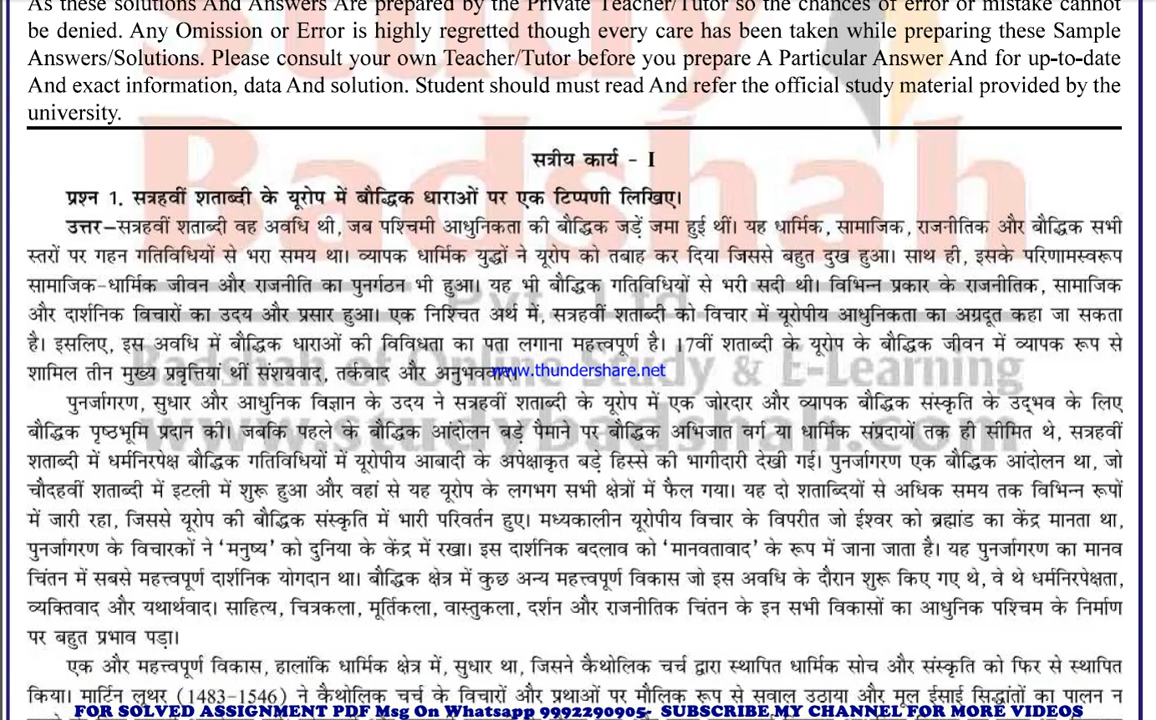 As these solutions And Answers Are prepared by the Private Teacher/Tutor so the chances of error or mistake cannot
be denied. Any Omission or Error is highly regretted though every care has been taken while preparing these Sample
Answers/Solutions. Please consult your own Teacher/Tutor before you prepare A Particular Answer And for up-to-date
And exact information, data And solution. Student should must read And refer the official study material provided by the
university.
Study
Badshah
Pvt. Ltd.
Badshah of Online Study & E-Learning
www.studybadshah.com
सत्रीय कार्य - I
प्रश्न 1. सत्रहवीं शताब्दी के यूरोप में बौद्धिक धाराओं पर एक टिप्पणी लिखिए।
उत्तर–सत्रहवीं शताब्दी वह अवधि थी, जब पश्चिमी आधुनिकता की बौद्धिक जड़ें जमा हुई थीं। यह धार्मिक, सामाजिक, राजनीतिक और बौद्धिक सभी
स्तरों पर गहन गतिविधियों से भरा समय था। व्यापक धार्मिक युद्धों ने यूरोप को तबाह कर दिया जिससे बहुत दुख हुआ। साथ ही, इसके परिणामस्वरूप
सामाजिक-धार्मिक जीवन और राजनीति का पुनर्गठन भी हुआ। यह भी बौद्धिक गतिविधियों से भरी सदी थी। विभिन्न प्रकार के राजनीतिक, सामाजिक
और दार्शनिक विचारों का उदय और प्रसार हुआ। एक निश्चित अर्थ में, सत्रहवीं शताब्दी को विचार में यूरोपीय आधुनिकता का अग्रदूत कहा जा सकता
है। इसलिए, इस अवधि में बौद्धिक धाराओं की विविधता का पता लगाना महत्त्वपूर्ण है। 17वीं शताब्दी के यूरोप के बौद्धिक जीवन में व्यापक रूप से
शामिल तीन मुख्य प्रवृत्तियां थीं संशयवाद, तर्कवाद और अनुभववाद।
www.thundershare.net
पुनर्जागरण, सुधार और आधुनिक विज्ञान के उदय ने सत्रहवीं शताब्दी के यूरोप में एक जोरदार और व्यापक बौद्धिक संस्कृति के उद्भव के लिए
बौद्धिक पृष्ठभूमि प्रदान की। जबकि पहले के बौद्धिक आंदोलन बड़े पैमाने पर बौद्धिक अभिजात वर्ग या धार्मिक संप्रदायों तक ही सीमित थे, सत्रहवीं
शताब्दी में धर्मनिरपेक्ष बौद्धिक गतिविधियों में यूरोपीय आबादी के अपेक्षाकृत बड़े हिस्से की भागीदारी देखी गई। पुनर्जागरण एक बौद्धिक आंदोलन था, जो
चौदहवीं शताब्दी में इटली में शुरू हुआ और वहां से यह यूरोप के लगभग सभी क्षेत्रों में फैल गया। यह दो शताब्दियों से अधिक समय तक विभिन्न रूपों
में जारी रहा, जिससे यूरोप की बौद्धिक संस्कृति में भारी परिवर्तन हुए। मध्यकालीन यूरोपीय विचार के विपरीत जो ईश्वर को ब्रह्मांड का केंद्र मानता था,
पुनर्जागरण के विचारकों ने ‘मनुष्य’ को दुनिया के केंद्र में रखा। इस दार्शनिक बदलाव को ‘मानवतावाद’ के रूप में जाना जाता है। यह पुनर्जागरण का मानव
चिंतन में सबसे महत्त्वपूर्ण दार्शनिक योगदान था। बौद्धिक क्षेत्र में कुछ अन्य महत्त्वपूर्ण विकास जो इस अवधि के दौरान शुरू किए गए थे, वे थे धर्मनिरपेक्षता,
व्यक्तिवाद और यथार्थवाद। साहित्य, चित्रकला, मूर्तिकला, वास्तुकला, दर्शन और राजनीतिक चिंतन के इन सभी विकासों का आधुनिक पश्चिम के निर्माण
पर बहुत प्रभाव पड़ा।
एक और महत्त्वपूर्ण विकास, हालांकि धार्मिक क्षेत्र में, सुधार था, जिसने कैथोलिक चर्च द्वारा स्थापित धार्मिक सोच और संस्कृति को फिर से स्थापित
किया। मार्टिन लूथर (1483–1546) ने कैथोलिक चर्च के विचारों और प्रथाओं पर मौलिक रूप से सवाल उठाया और मूल ईसाई सिद्धांतों का पालन न
FOR SOLVED ASSIGNMENT PDF Msg On Whatsapp 9992290905- SUBSCRIBE MY CHANNEL FOR MORE VIDEOS